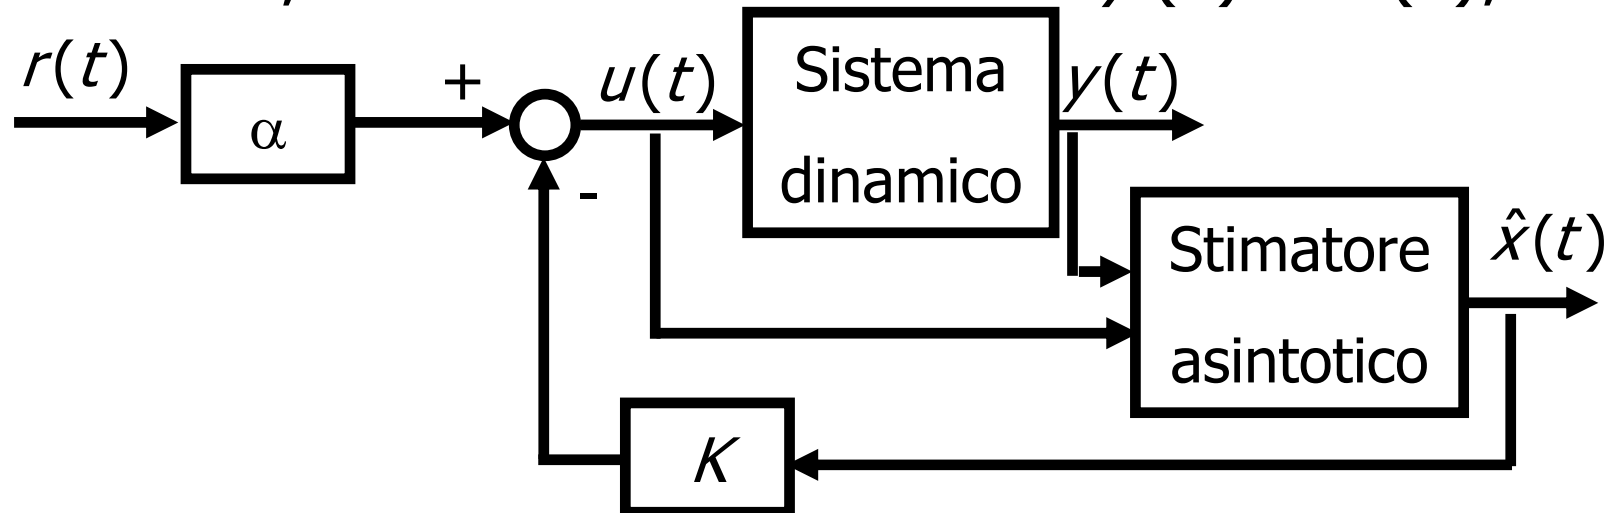 r(t)
α
+
-
u(t)
Sistema
dinamico
y(t)
Stimatore
asintotico
x̂(t)
K